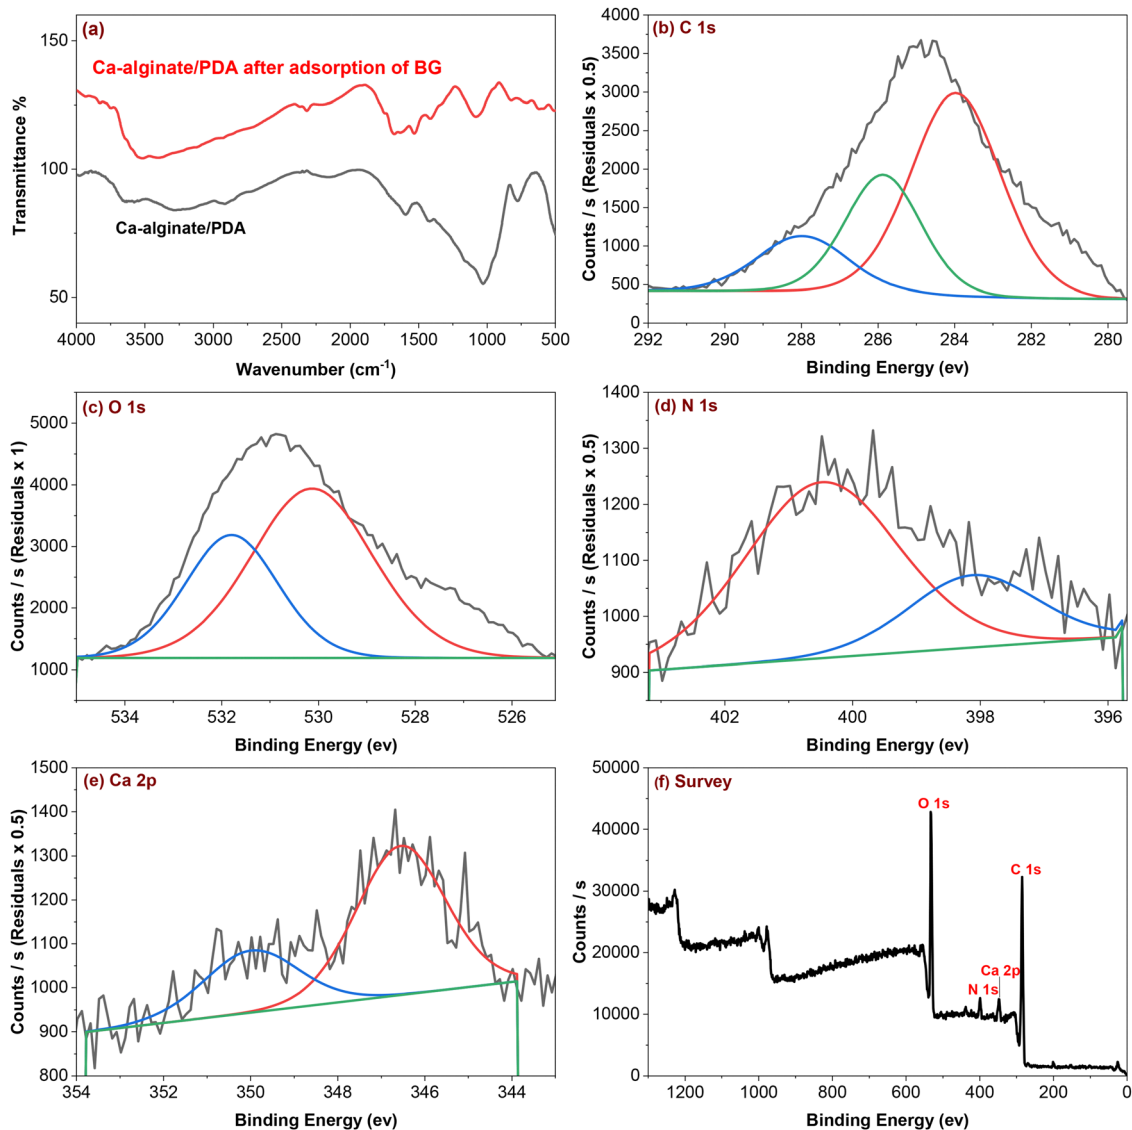 (a)
Ca-alginate/PDA after adsorption of BG
Ca-alginate/PDA
Transmittance %
150
100
50
4000 3500 3000 2500 2000 1500 1000 500
Wavenumber (cm⁻¹)
(b) C 1s
Counts / s (Residuals x 0.5)
4000
3500
3000
2500
2000
1500
1000
500
0
292 290 288 286 284 282 280
Binding Energy (ev)
(c) O 1s
Counts / s (Residuals x 1)
5000
4000
3000
2000
1000
534 532 530 528 526
Binding Energy (ev)
(d) N 1s
Counts / s (Residuals x 0.5)
1400
1300
1200
1100
1000
900
402 400 398 396
Binding Energy (ev)
(e) Ca 2p
Counts / s (Residuals x 0.5)
1500
1400
1300
1200
1100
1000
900
800
354 352 350 348 346 344
Binding Energy (ev)
(f) Survey
O 1s
C 1s
Ca 2p
N 1s
Counts / s
50000
40000
30000
20000
10000
0
1200 1000 800 600 400 200 0
Binding Energy (ev)